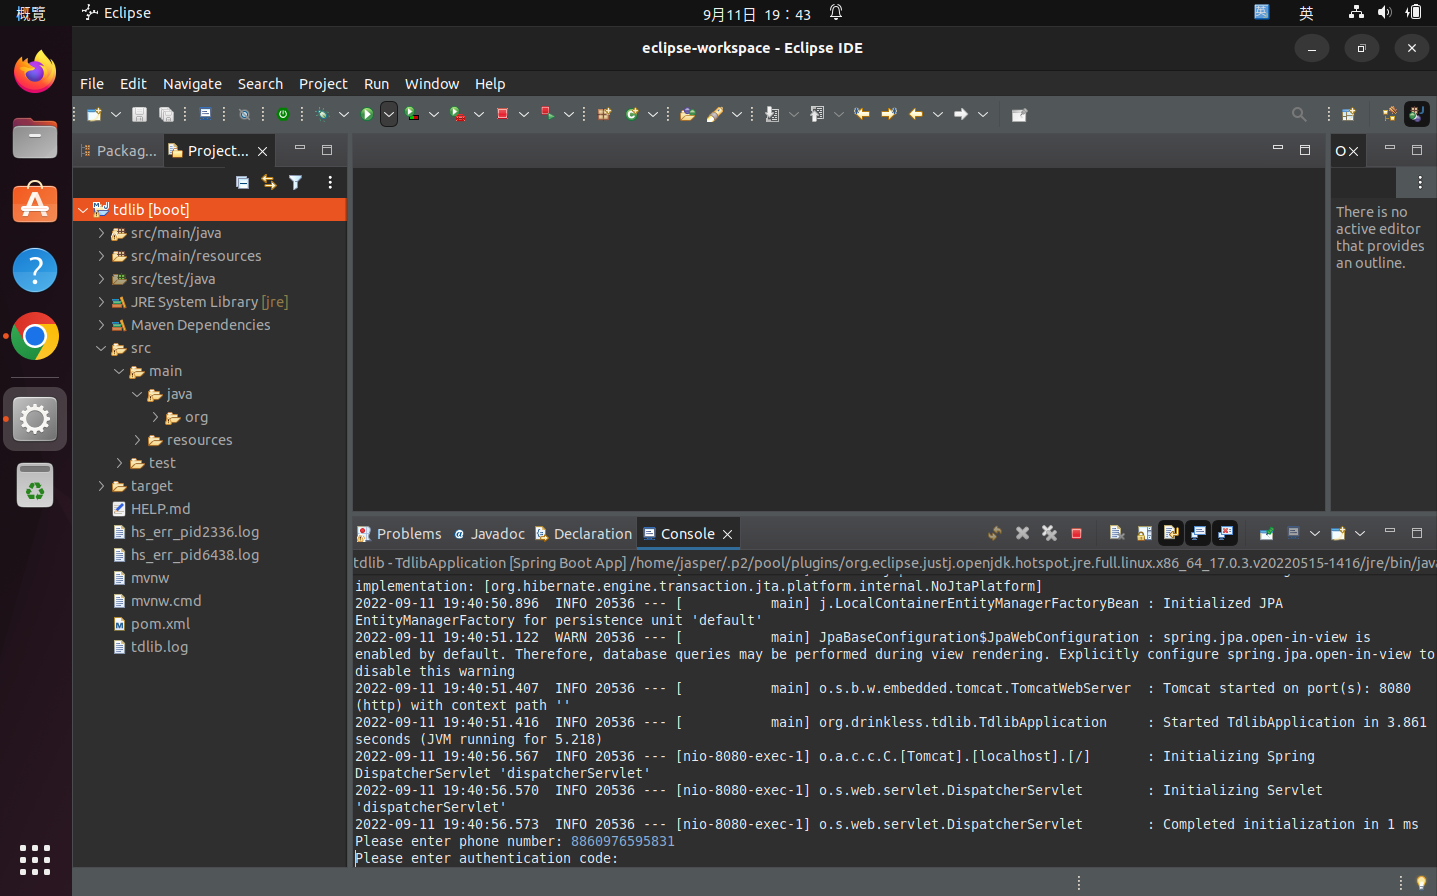 概覽
Eclipse
9月11日 19：43
英
英
eclipse-workspace - Eclipse IDE
File Edit Navigate Search Project Run Window Help
Packag...
Project...
O
tdlib [boot]
src/main/java
src/main/resources
src/test/java
JRE System Library [jre]
Maven Dependencies
src
main
java
org
resources
test
target
HELP.md
hs_err_pid2336.log
hs_err_pid6438.log
mvnw
mvnw.cmd
pom.xml
tdlib.log
There is no
active editor
that provides
an outline.
Problems Javadoc Declaration Console
tdlib - TdlibApplication [Spring Boot App] /home/jasper/.p2/pool/plugins/org.eclipse.justj.openjdk.hotspot.jre.full.linux.x86_64_17.0.3.v20220515-1416/jre/bin/java
implementation: [org.hibernate.engine.transaction.jta.platform.internal.NoJtaPlatform]
2022-09-11 19:40:50.896  INFO 20536 --- [           main] j.LocalContainerEntityManagerFactoryBean : Initialized JPA
EntityManagerFactory for persistence unit 'default'
2022-09-11 19:40:51.122  WARN 20536 --- [           main] JpaBaseConfiguration$JpaWebConfiguration : spring.jpa.open-in-view is
enabled by default. Therefore, database queries may be performed during view rendering. Explicitly configure spring.jpa.open-in-view to
disable this warning
2022-09-11 19:40:51.407  INFO 20536 --- [           main] o.s.b.w.embedded.tomcat.TomcatWebServer  : Tomcat started on port(s): 8080
(http) with context path ''
2022-09-11 19:40:51.416  INFO 20536 --- [           main] org.drinkless.tdlib.TdlibApplication     : Started TdlibApplication in 3.861
seconds (JVM running for 5.218)
2022-09-11 19:40:56.567  INFO 20536 --- [nio-8080-exec-1] o.a.c.c.C.[Tomcat].[localhost].[/]       : Initializing Spring
DispatcherServlet 'dispatcherServlet'
2022-09-11 19:40:56.570  INFO 20536 --- [nio-8080-exec-1] o.s.web.servlet.DispatcherServlet        : Initializing Servlet
'dispatcherServlet'
2022-09-11 19:40:56.573  INFO 20536 --- [nio-8080-exec-1] o.s.web.servlet.DispatcherServlet        : Completed initialization in 1 ms
Please enter phone number: 8860976595831
Please enter authentication code: